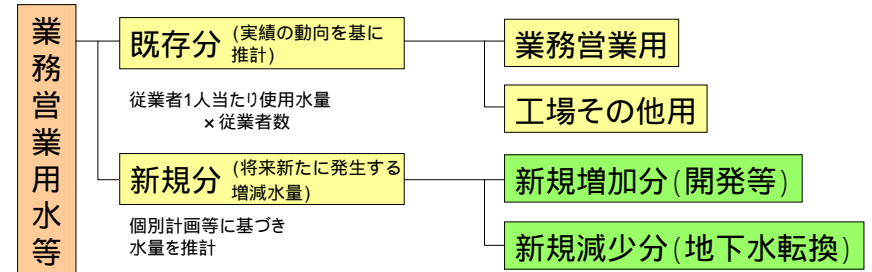 業務営業用水等
既存分 (実績の動向を基に
推計)
従業者1人当たり使用水量
×従業者数
業務営業用
工場その他用
新規分 (将来新たに発生する
増減水量)
個別計画等に基づき
水量を推計
新規増加分(開発等)
新規減少分(地下水転換)